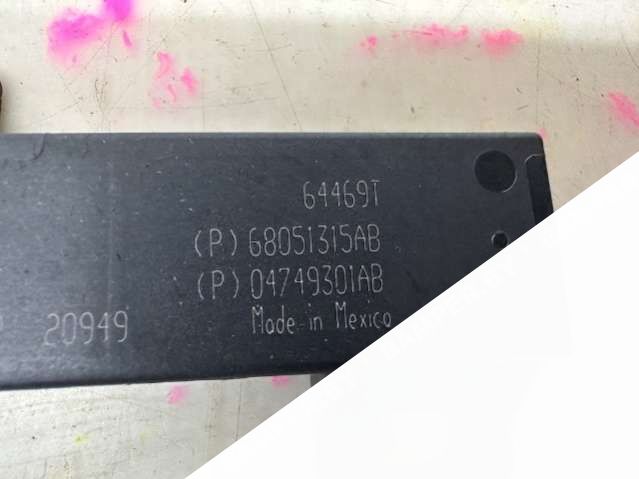 64469T
(P) 68051315AB
(P) 04749301AB
Made in Mexico
20949